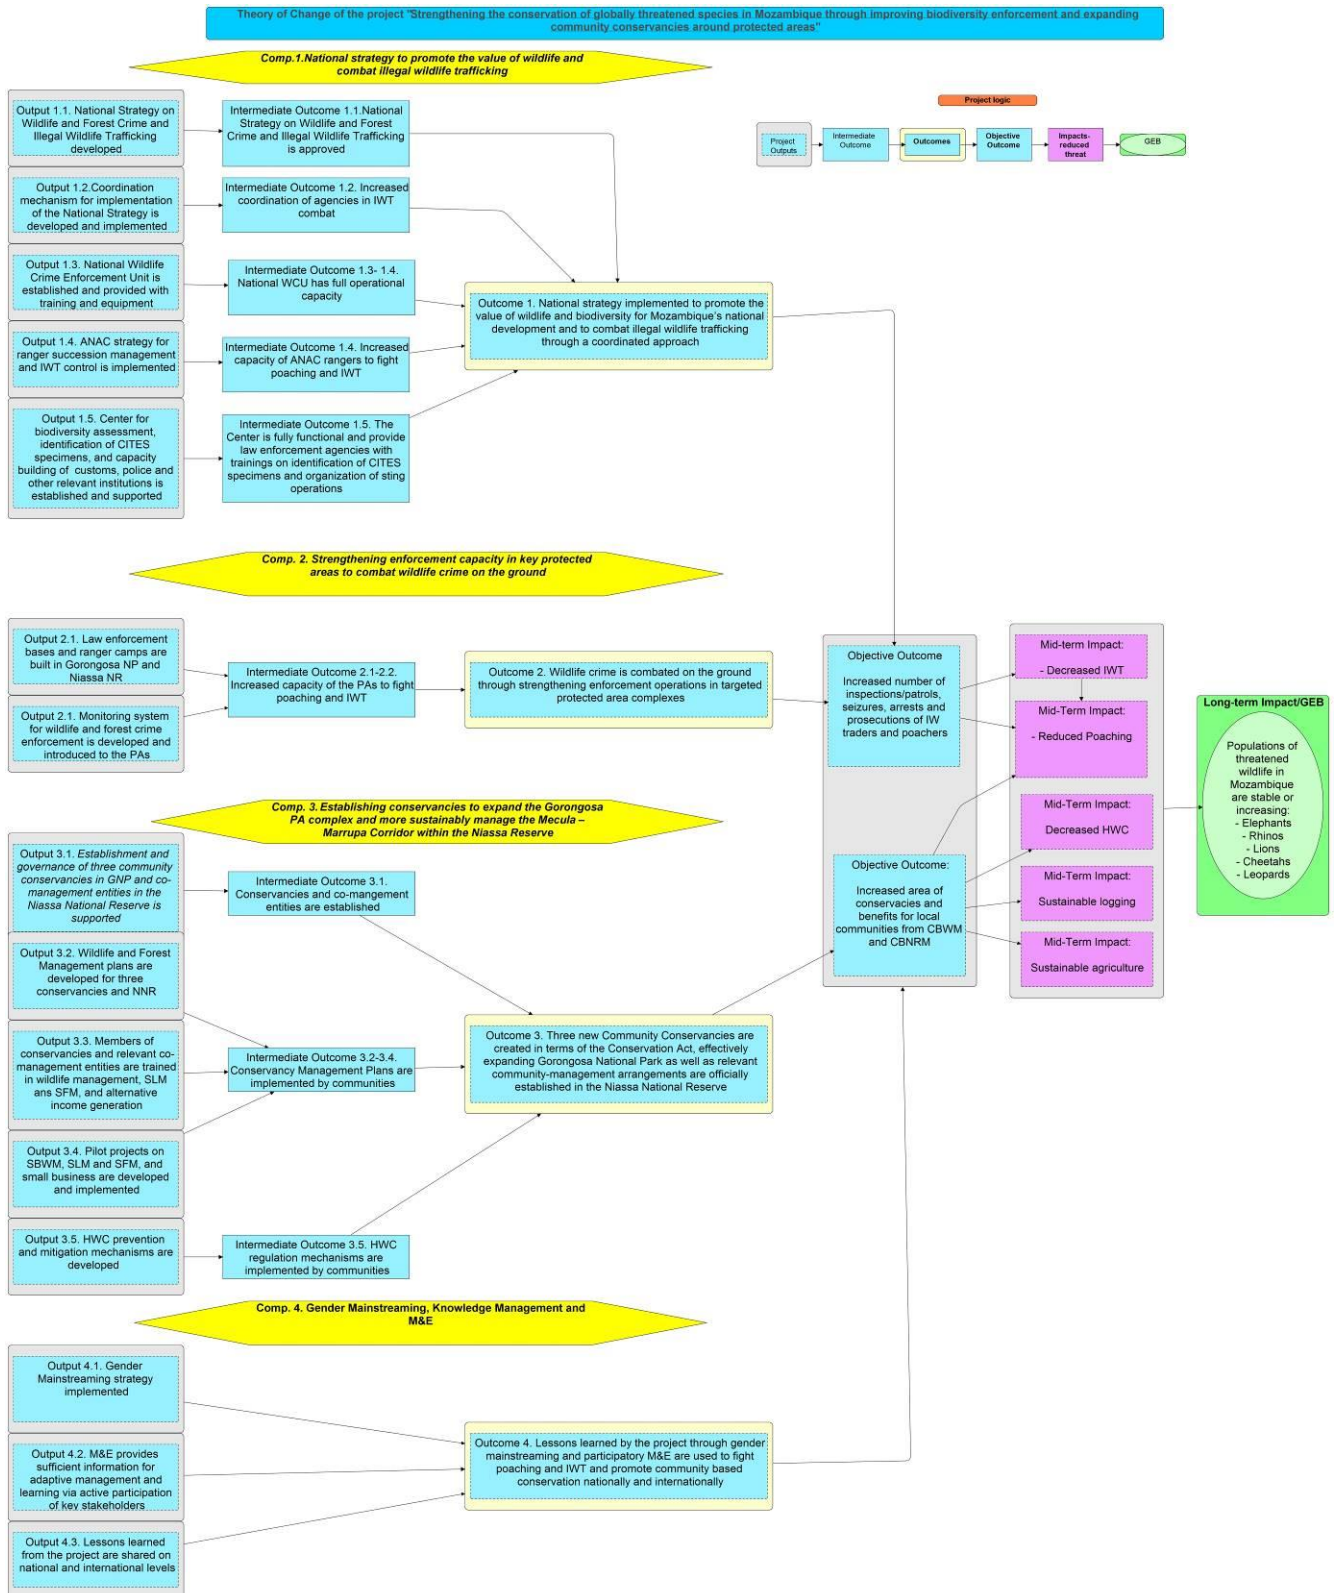 Theory of Change of the project "Strengthening the conservation of globally threatened species in Mozambique through improving biodiversity enforcement and expanding
community conservancies around protected areas"
Comp.1.National strategy to promote the value of wildlife and
combat illegal wildlife trafficking
Project logic
Project
Outputs
Intermediate
Outcome
Outcomes
Objective
Outcome
Impacts-
reduced
threat
GEB
Output 1.1. National Strategy on
Wildlife and Forest Crime and
Illegal Wildlife Trafficking
developed
Intermediate Outcome 1.1.National
Strategy on Wildlife and Forest
Crime and Illegal Wildlife Trafficking
is approved
Output 1.2.Coordination
mechanism for implementation
of the National Strategy is
developed and implemented
Intermediate Outcome 1.2. Increased
coordination of agencies in IWT
combat
Output 1.3. National Wildlife
Crime Enforcement Unit is
established and provided with
training and equipment
Intermediate Outcome 1.3- 1.4.
National WCU has full operational
capacity
Output 1.4. ANAC strategy for
ranger succession management
and IWT control is implemented
Intermediate Outcome 1.4. Increased
capacity of ANAC rangers to fight
poaching and IWT
Output 1.5. Center for
biodiversity assessment,
identification of CITES
specimens, and capacity
building of customs, police and
other relevant institutions is
established and supported
Intermediate Outcome 1.5. The
Center is fully functional and provide
law enforcement agencies with
trainings on identification of CITES
specimens and organization of sting
operations
Outcome 1. National strategy implemented to promote the
value of wildlife and biodiversity for Mozambique's national
development and to combat illegal wildlife trafficking
through a coordinated approach
Comp. 2. Strengthening enforcement capacity in key protected
areas to combat wildlife crime on the ground
Output 2.1. Law enforcement
bases and ranger camps are
built in Gorongosa NP and
Niassa NR
Output 2.1. Monitoring system
for wildlife and forest crime
enforcement is developed and
introduced to the PAs
Intermediate Outcome 2.1-2.2.
Increased capacity of the PAs to fight
poaching and IWT
Outcome 2. Wildlife crime is combated on the ground
through strengthening enforcement operations in targeted
protected area complexes
Objective Outcome
Increased number of
inspections/patrols,
seizures, arrests and
prosecutions of IW
traders and poachers
Mid-term Impact:
- Decreased IWT
Mid-Term Impact:
- Reduced Poaching
Mid-Term Impact:
Decreased HWC
Mid-Term Impact:
Sustainable logging
Mid-Term Impact:
Sustainable agriculture
Long-term Impact/GEB
Populations of
threatened
wildlife in
Mozambique
are stable or
increasing:
- Elephants
- Rhinos
- Lions
- Cheetahs
- Leopards
Comp. 3. Establishing conservancies to expand the Gorongosa
PA complex and more sustainably manage the Mecula –
Marrupa Corridor within the Niassa Reserve
Output 3.1. Establishment and
governance of three community
conservancies in GNP and co-
management entities in the
Niassa National Reserve is
supported
Intermediate Outcome 3.1.
Conservancies and co-mangement
entities are established
Objective Outcome:
Increased area of
conservacies and
benefits for local
communities from CBWM
and CBNRM
Output 3.2. Wildlife and Forest
Management plans are
developed for three
conservancies and NNR
Output 3.3. Members of
conservancies and relevant co-
management entities are trained
in wildlife management, SLM
ans SFM, and alternative
income generation
Intermediate Outcome 3.2-3.4.
Conservancy Management Plans are
implemented by communities
Outcome 3. Three new Community Conservancies are
created in terms of the Conservation Act, effectively
expanding Gorongosa National Park as well as relevant
community-management arrangements are officially
established in the Niassa National Reserve
Output 3.4. Pilot projects on
SBWM, SLM and SFM, and
small business are developed
and implemented
Output 3.5. HWC prevention
and mitigation mechanisms are
developed
Intermediate Outcome 3.5. HWC
regulation mechanisms are
implemented by communities
Comp. 4. Gender Mainstreaming, Knowledge Management and
M&E
Output 4.1. Gender
Mainstreaming strategy
implemented
Output 4.2. M&E provides
sufficient information for
adaptive management and
learning via active participation
of key stakeholders
Output 4.3. Lessons learned
from the project are shared on
national and international levels
Outcome 4. Lessons learned by the project through gender
mainstreaming and participatory M&E are used to fight
poaching and IWT and promote community based
conservation nationally and internationally